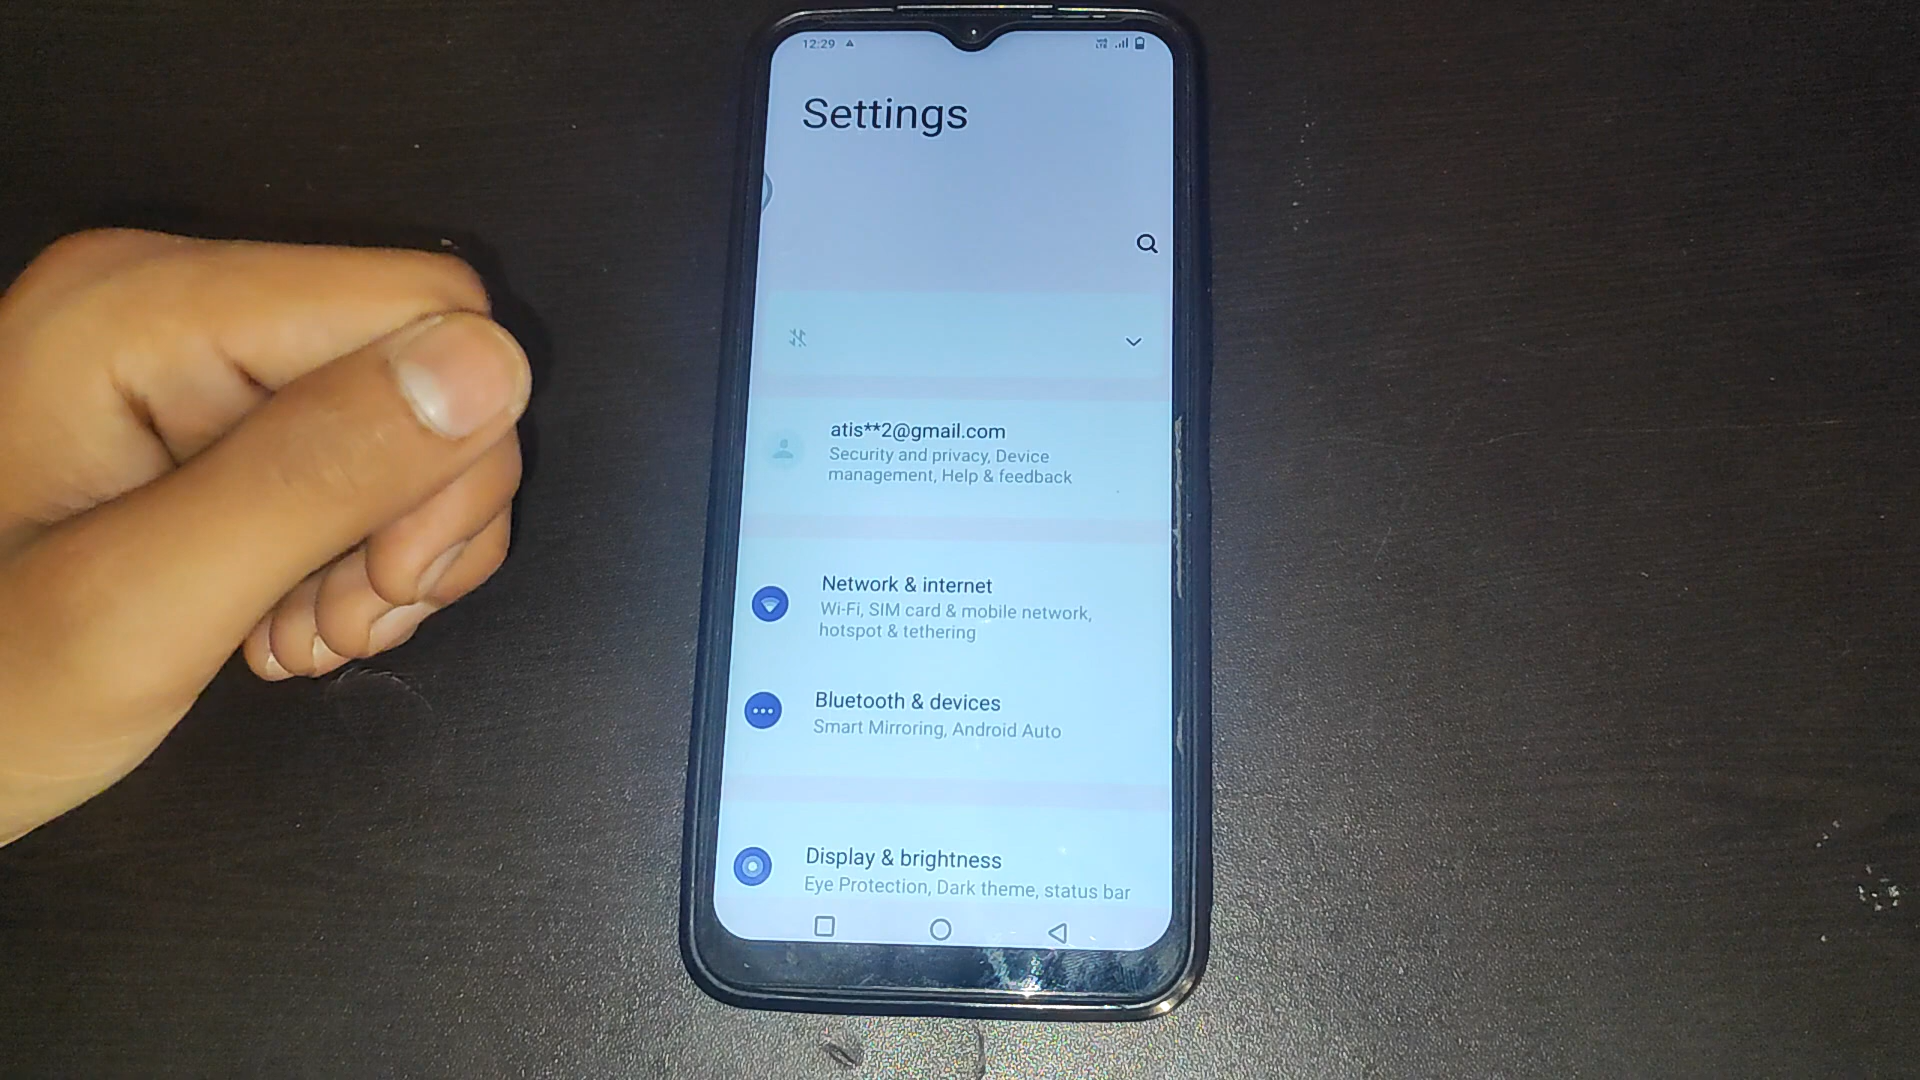 12:29
Vo LTE
Settings
atis**2@gmail.com
Security and privacy, Device
management, Help & feedback
Network & internet
Wi-Fi, SIM card & mobile network,
hotspot & tethering
Bluetooth & devices
Smart Mirroring, Android Auto
Display & brightness
Eye Protection, Dark theme, status bar